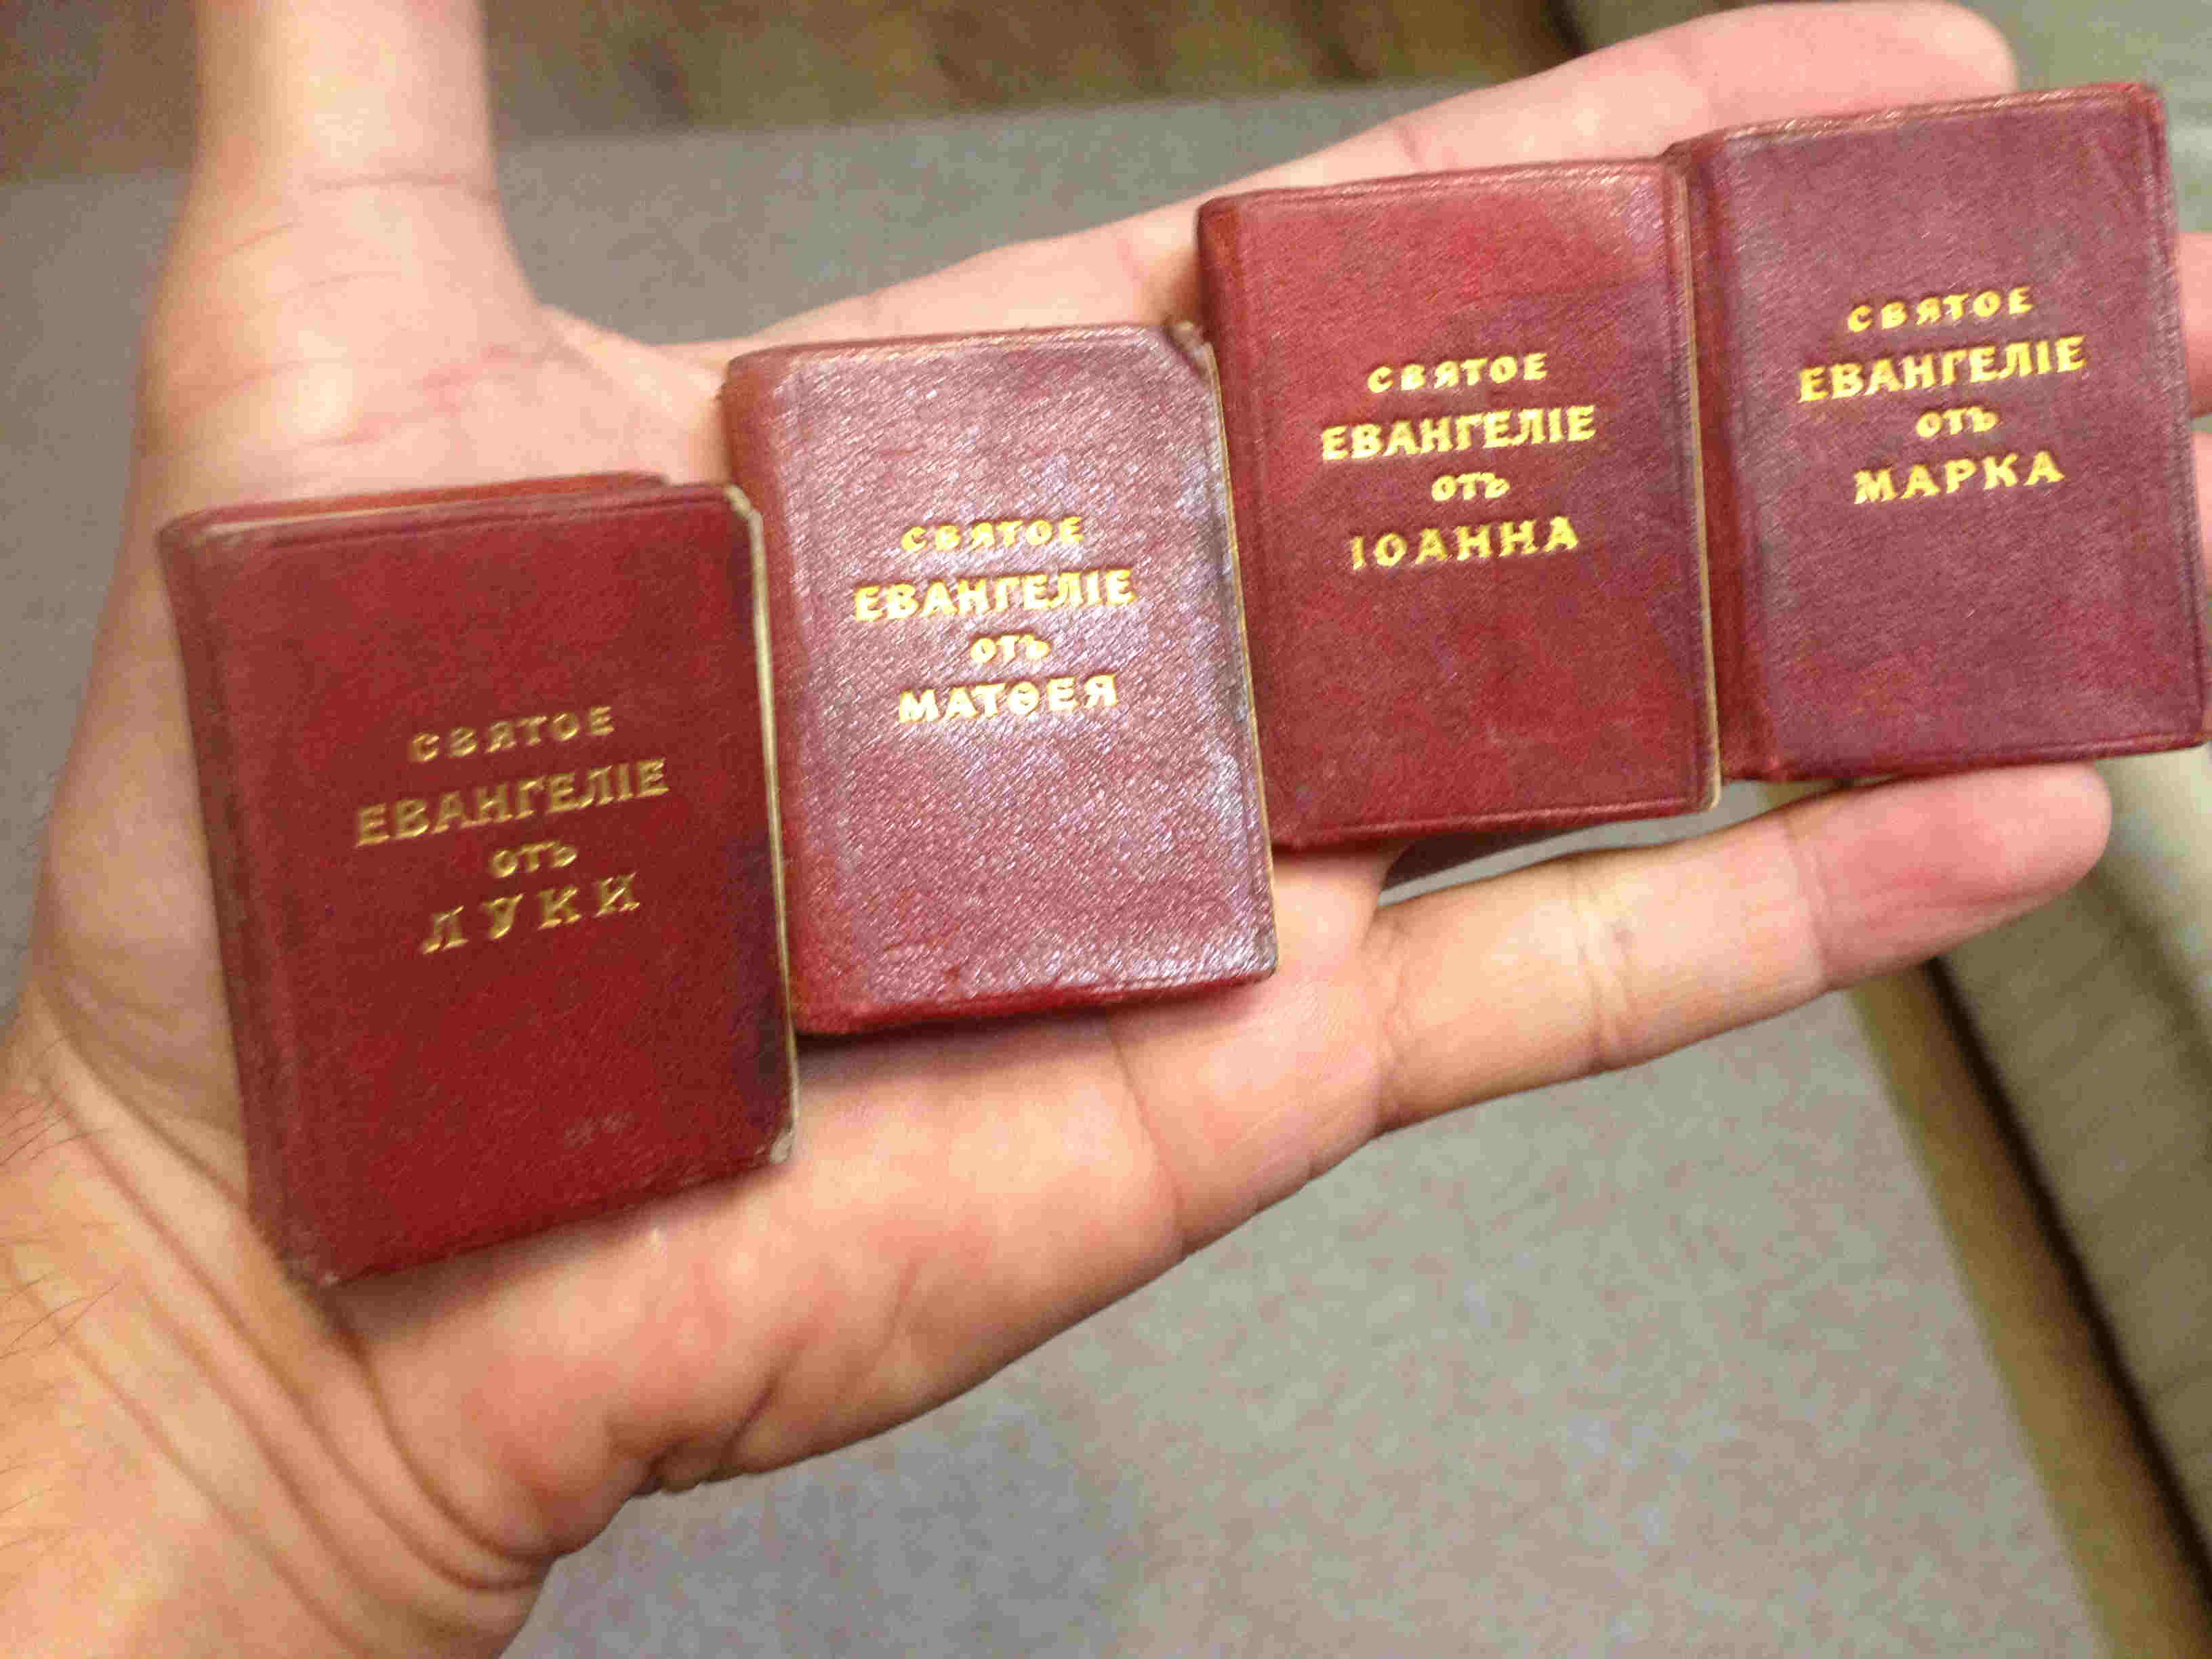 СВЯТОЕ
ЕВАНГЕЛІЕ
отъ
ЛУКИ
СВЯТОЕ
ЕВАНГЕЛІЕ
отъ
МАТѲЕЯ
СВЯТОЕ
ЕВАНГЕЛІЕ
отъ
ІОАННА
СВЯТОЕ
ЕВАНГЕЛІЕ
отъ
МАРКА